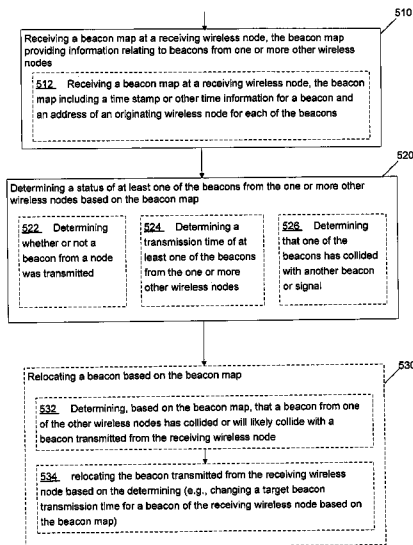 510
Receiving a beacon map at a receiving wireless node, the beacon map
providing information relating to beacons from one or more other wireless
nodes
512 Receiving a beacon map at a receiving wireless node, the beacon
map including a time stamp or other time information for a beacon and
an address of an originating wireless node for each of the beacons
520
Determining a status of at least one of the beacons from the one or more other
wireless nodes based on the beacon map
522 Determining
whether or not a
beacon from a node
was transmitted
524 Determining a
transmission time of at
least one of the beacons
from the one or more
other wireless nodes
526 Determining
that one of the
beacons has collided
with another beacon
or signal
530
Relocating a beacon based on the beacon map
532 Determining, based on the beacon map, that a beacon from one
of the other wireless nodes has collided or will likely collide with a
beacon transmitted from the receiving wireless node
534 relocating the beacon transmitted from the receiving wireless
node based on the determining (e.g., changing a target beacon
transmission time for a beacon of the receiving wireless node based on
the beacon map)